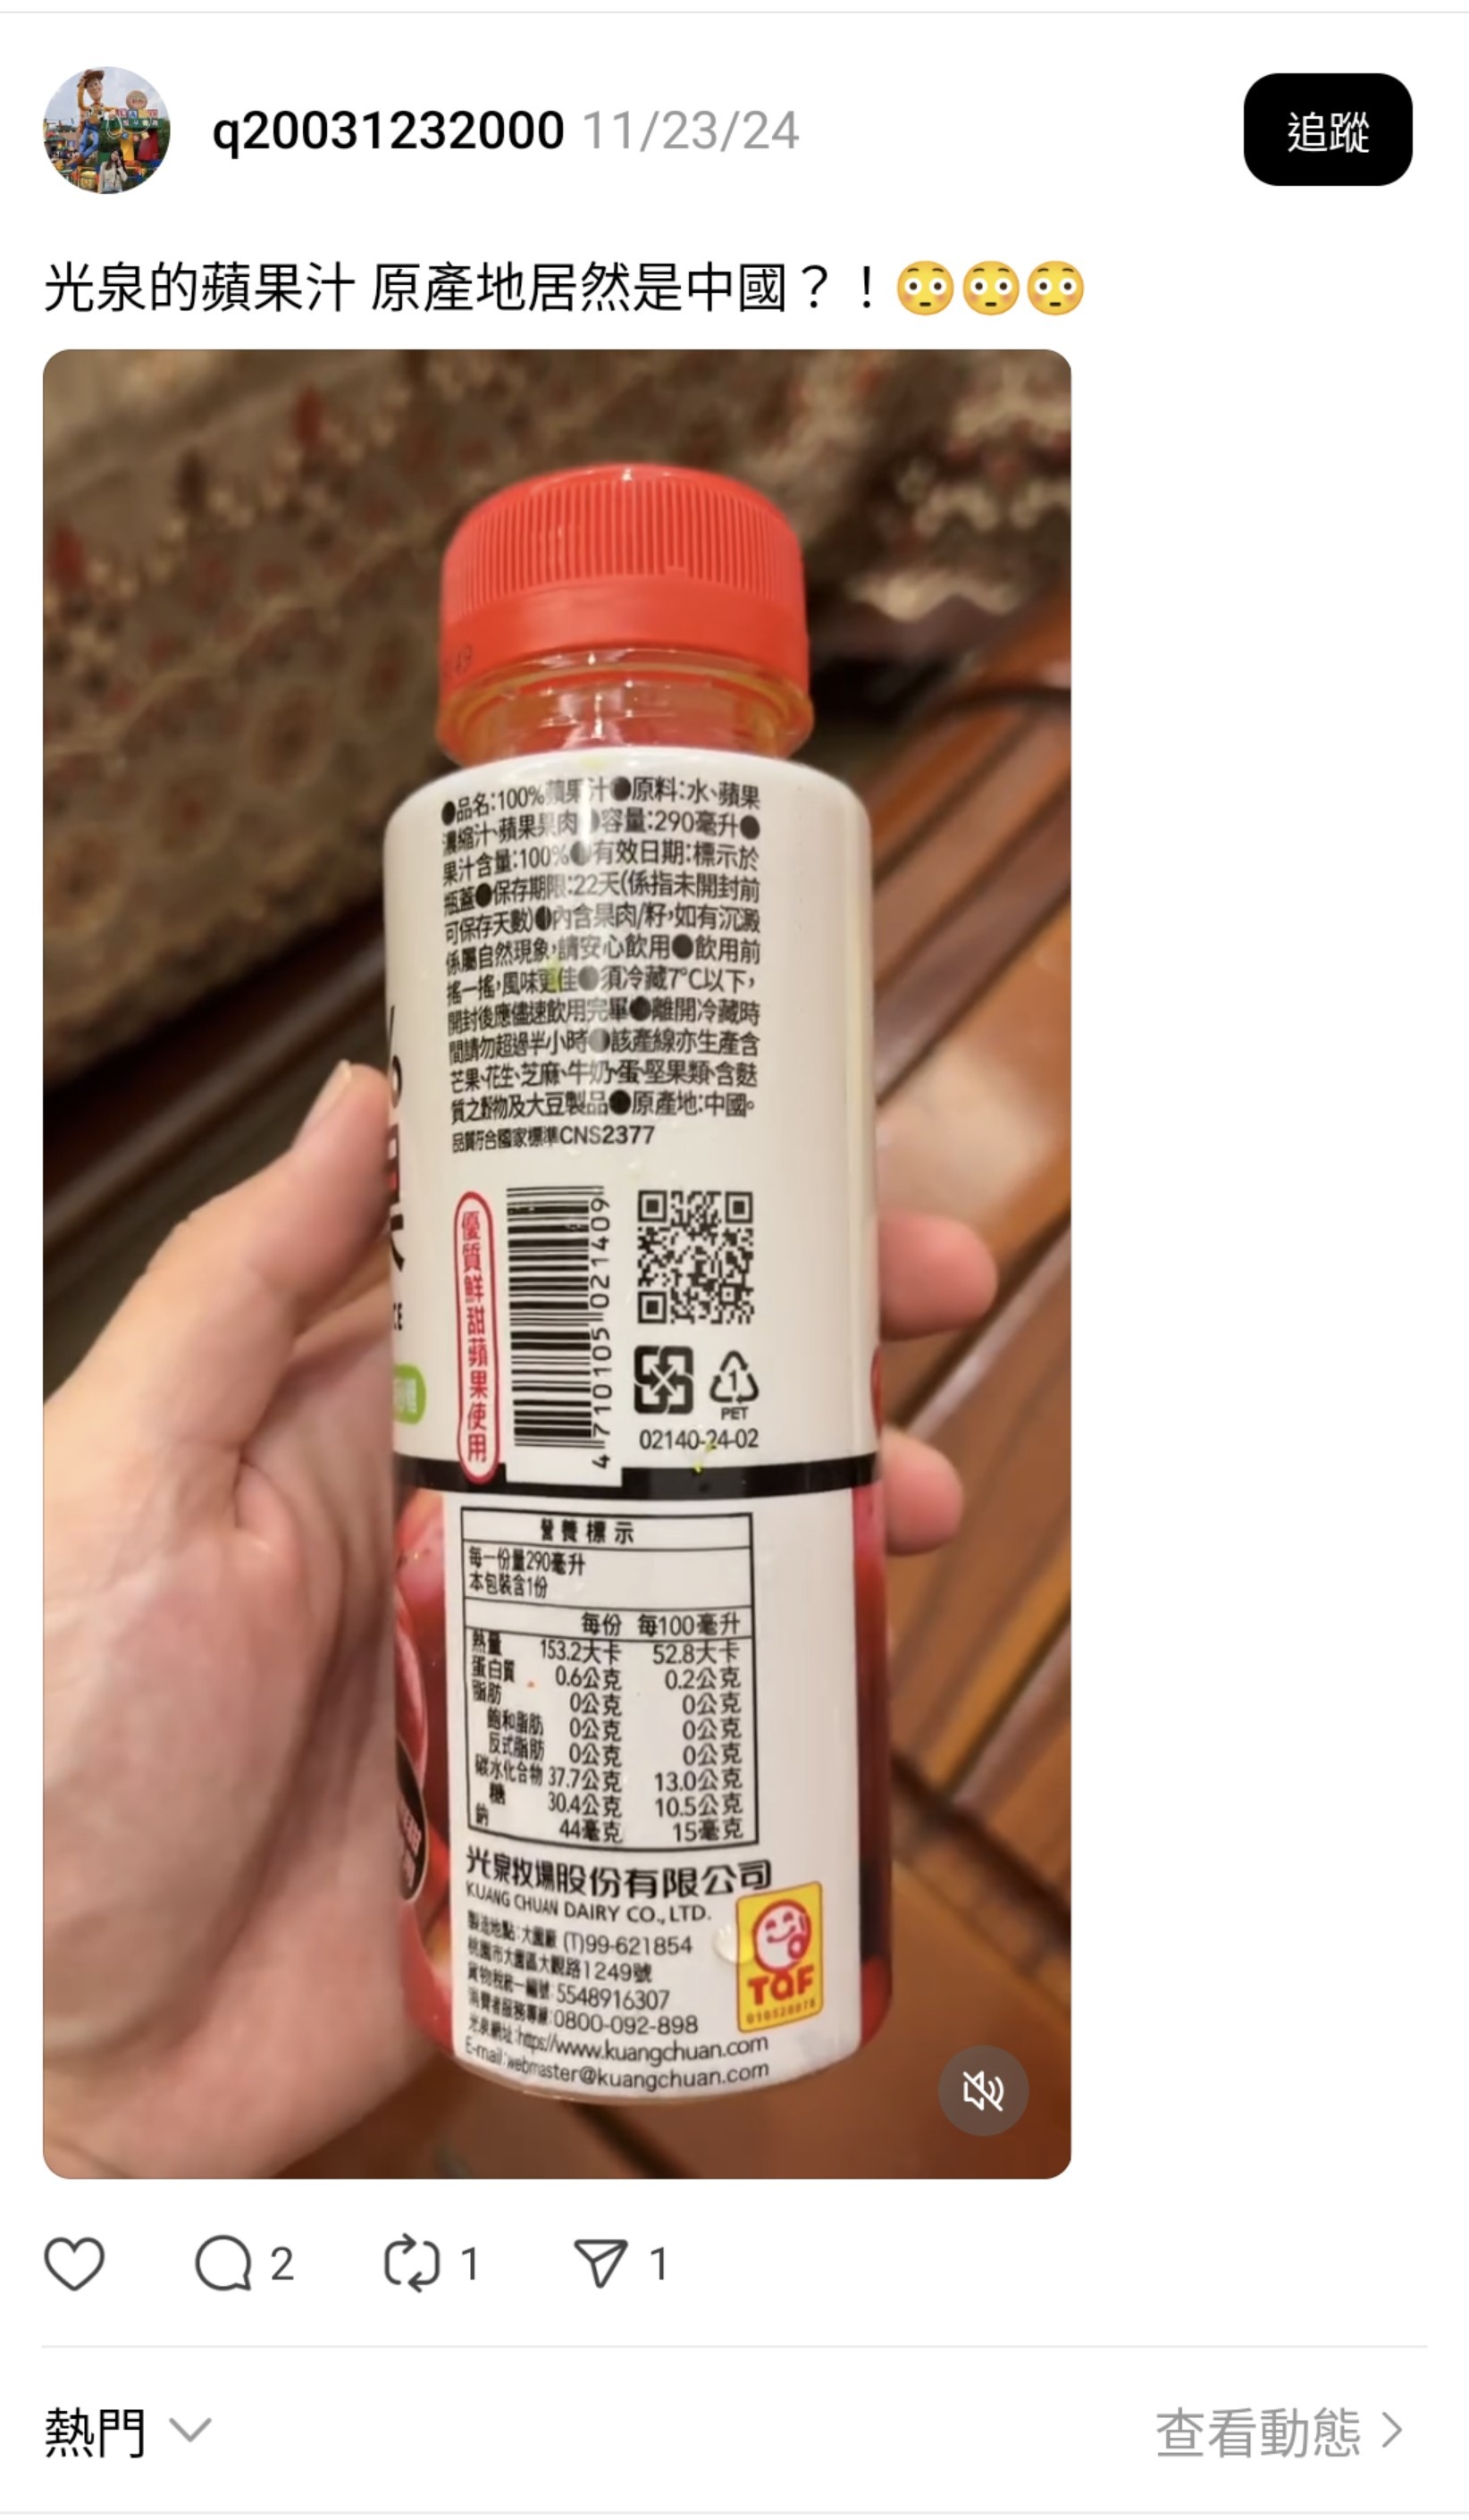 q20031232000 11/23/24
追蹤
光泉的蘋果汁 原產地居然是中國？！😳😳😳
●品名:100%蘋果汁●原料:水、蘋果
濃縮汁、蘋果果肉●容量:290毫升●
果汁含量:100%●有效日期:標示於
瓶蓋●保存期限:22天(係指未開封前
可保存天數)●內含果肉/籽,如有沉澱
係屬自然現象,請安心飲用●飲用前
搖一搖,風味更佳●須冷藏7°C以下,
開封後應儘速飲用完畢●離開冷藏時
間請勿超過半小時●該產線亦生產含
芒果、花生、芝麻、牛奶、蛋、堅果類、含麩
質之穀物及大豆製品●原產地:中國。
品質符合國家標準CNS2377
優質鮮甜蘋果使用
4 710105 021409
PET
02140-24-02
營養標示
每一份量290毫升
本包裝含1份
每份 每100毫升
熱量 153.2大卡 52.8大卡
蛋白質 0.6公克 0.2公克
脂肪 0公克 0公克
飽和脂肪 0公克 0公克
反式脂肪 0公克 0公克
碳水化合物 37.7公克 13.0公克
糖 30.4公克 10.5公克
鈉 44毫克 15毫克
光泉牧場股份有限公司
KUANG CHUAN DAIRY CO., LTD.
製造地點:大園廠 (T)99-621854
桃園市大園區大觀路1249號
貨物稅統一編號:5548916307
消費者服務專線:0800-092-898
光泉網址:https://www.kuangchuan.com
E-mail:webmaster@kuangchuan.com
TQF
2
1
1
熱門
查看動態